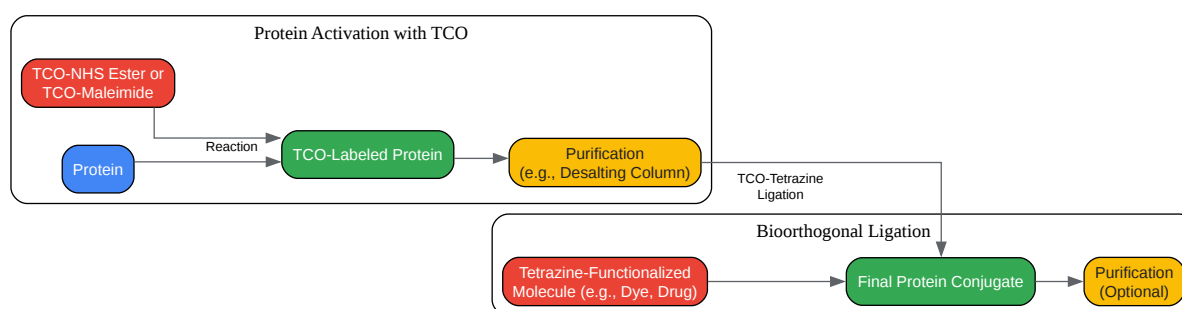 Protein Activation with TCO
TCO-NHS Ester or
TCO-Maleimide
Reaction
Protein
TCO-Labeled Protein
Purification
(e.g., Desalting Column)
TCO-Tetrazine
Ligation
Bioorthogonal Ligation
Tetrazine-Functionalized
Molecule (e.g., Dye, Drug)
Final Protein Conjugate
Purification
(Optional)